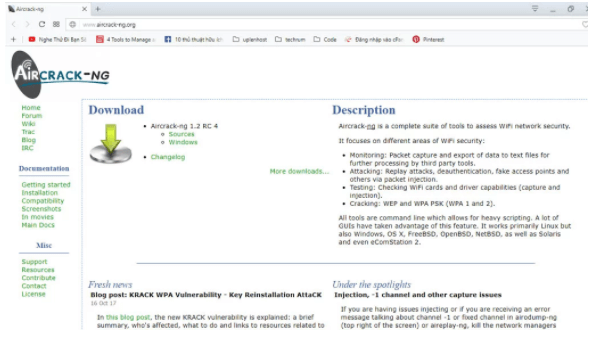 Aircrack-ng
www.aircrack-ng.org
Nghe Thử Đi Bạn
4 Tools to Manage
10 thủ thuật hữu
uplenhost
technum
Code
Đăng nhập vào cPan
Pinterest
AIRCRACK-NG
Home
Forum
Wiki
Trac
Blog
IRC
Documentation
Getting started
Installation
Compatibility
Screenshots
In movies
Main Docs
Misc
Support
Resources
Contribute
Contact
License
Download
Aircrack-ng 1.2 RC 4
Sources
Windows
Changelog
More downloads...
Description
Aircrack-ng is a complete suite of tools to assess WiFi network security.
It focuses on different areas of WiFi security:
Monitoring: Packet capture and export of data to text files for
further processing by third party tools.
Attacking: Replay attacks, deauthentication, fake access points and
others via packet injection.
Testing: Checking WiFi cards and driver capabilities (capture and
injection).
Cracking: WEP and WPA PSK (WPA 1 and 2).
All tools are command line which allows for heavy scripting. A lot of
GUIs have taken advantage of this feature. It works primarily Linux but
also Windows, OS X, FreeBSD, OpenBSD, NetBSD, as well as Solaris
and even eComStation 2.
Fresh news
Blog post: KRACK WPA Vulnerability - Key Reinstallation AttaCK
16 Oct 17
In this blog post, the new KRACK vulnerability is explained: a brief
summary, who's affected, what to do and links to resources related to
Under the spotlights
Injection, -1 channel and other capture issues
If you are having issues injecting or if you are receiving an error
message talking about channel -1 or fixed channel in airodump-ng
(top right of the screen) or aireplay-ng, kill the network managers